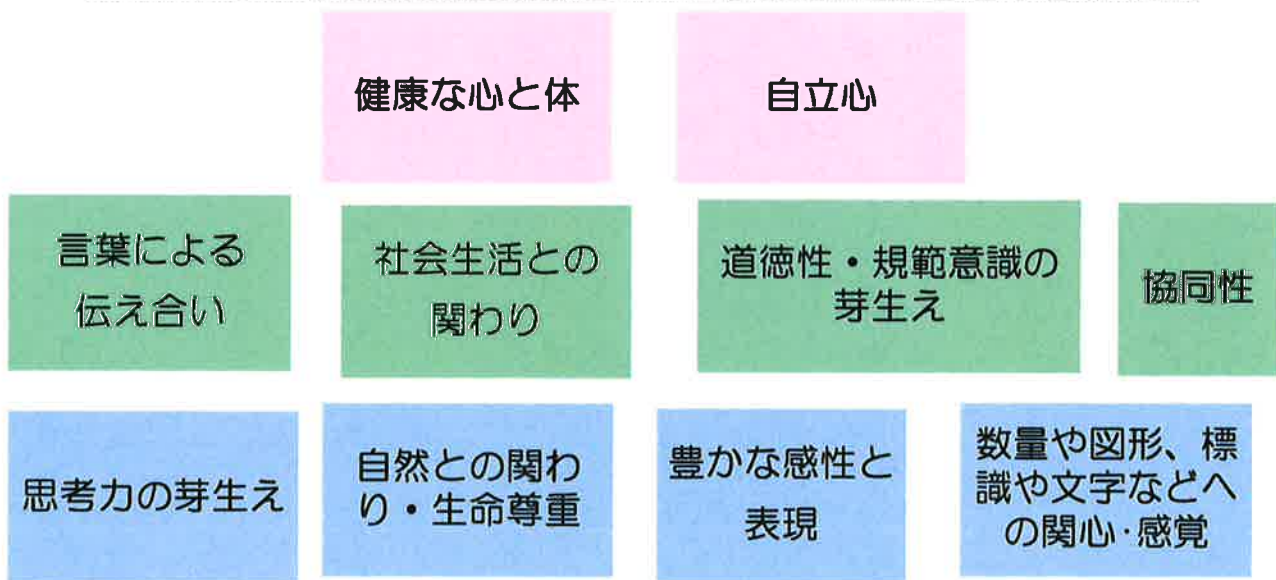 健康な心と体
自立心
言葉による
伝え合い
社会生活との
関わり
道徳性・規範意識の
芽生え
協同性
思考力の芽生え
自然との関わ
り・生命尊重
豊かな感性と
表現
数量や図形、標
識や文字などへ
の関心・感覚